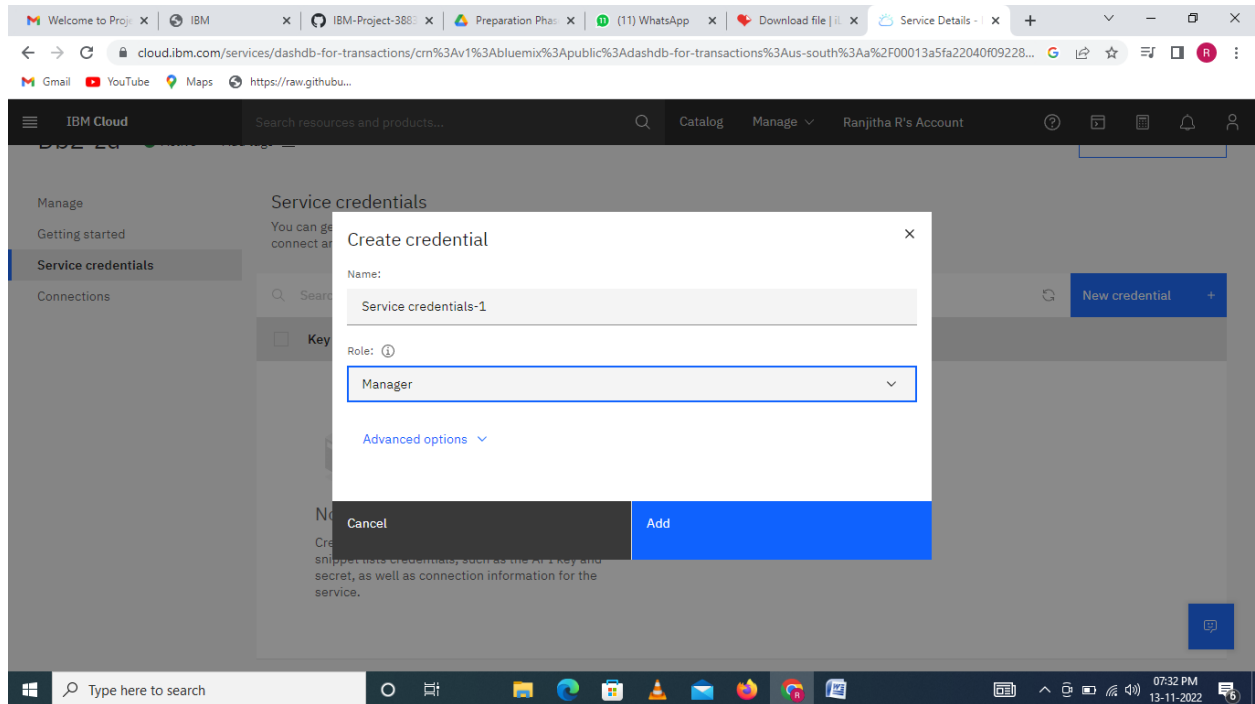 Welcome to Proje
IBM
IBM-Project-3883
Preparation Phas
(11) WhatsApp
Download file | iL
Service Details - I
cloud.ibm.com/services/dashdb-for-transactions/crn%3Av1%3Abluemix%3Apublic%3Adashdb-for-transactions%3Aus-south%3Aa%2F00013a5fa22040f09228...
Gmail
YouTube
Maps
https://raw.githubu...
IBM Cloud
Search resources and products...
Catalog
Manage
Ranjitha R's Account
Manage
Getting started
Service credentials
Connections
Service credentials
You can ge
connect an
Searc
New credential +
Key
Create credential
Name:
Service credentials-1
Role:
Manager
Advanced options
Cancel
Add
No
Cre
snippet lists credentials, such as the API key and
secret, as well as connection information for the
service.
Type here to search
07:32 PM
13-11-2022
6